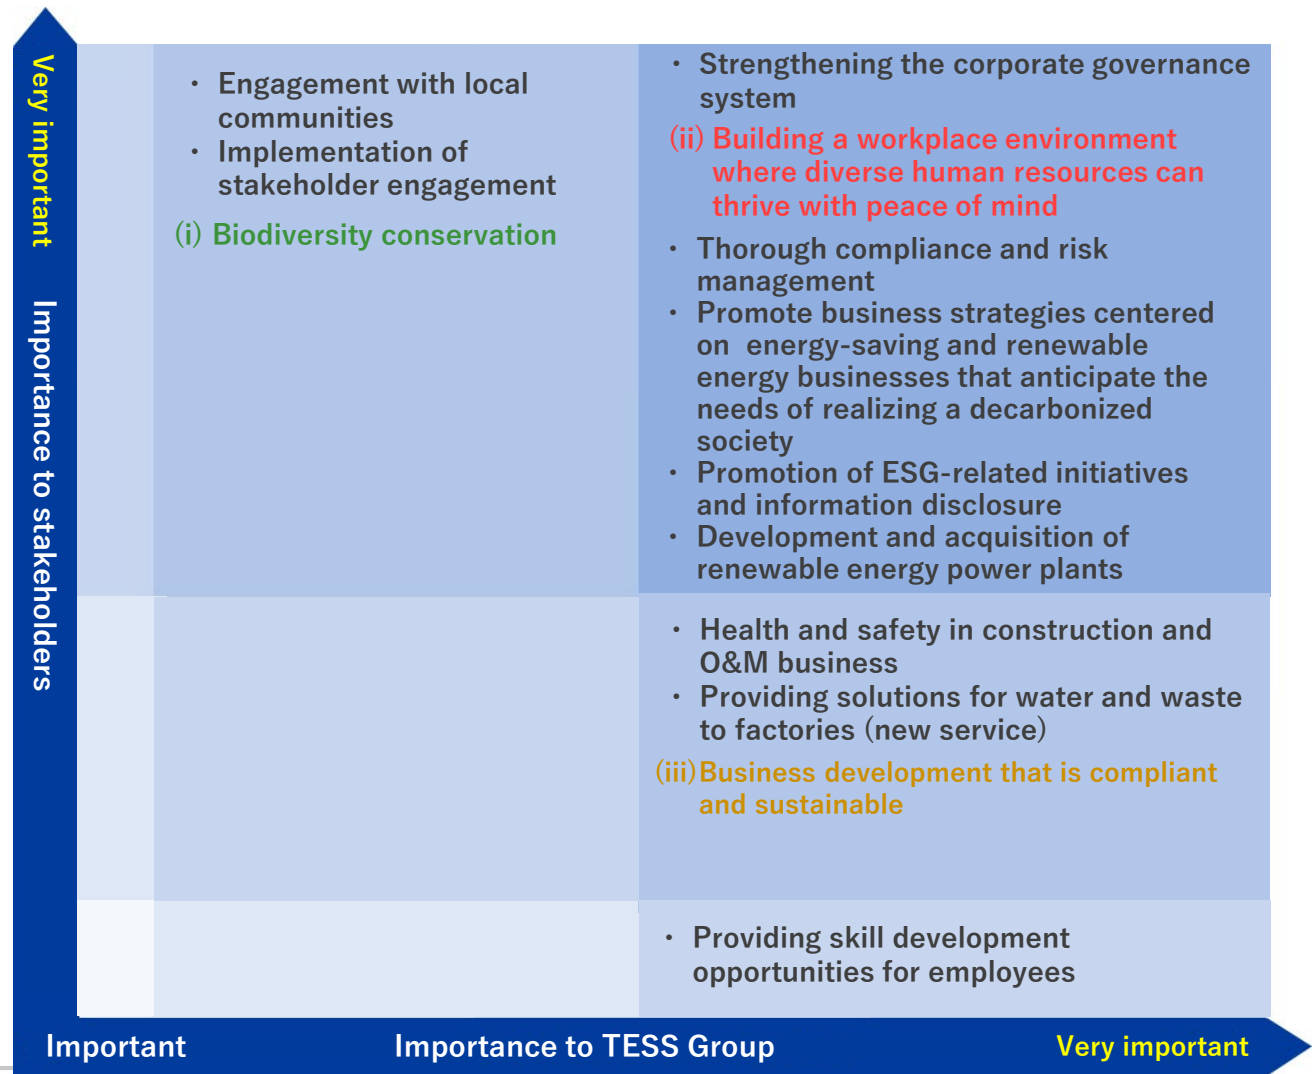 Very important
Importance to stakeholders
・ Engagement with local
communities
・ Implementation of
stakeholder engagement
(i) Biodiversity conservation
・ Strengthening the corporate governance
system
(ii) Building a workplace environment
where diverse human resources can
thrive with peace of mind
・ Thorough compliance and risk
management
・ Promote business strategies centered
on energy-saving and renewable
energy businesses that anticipate the
needs of realizing a decarbonized
society
・ Promotion of ESG-related initiatives
and information disclosure
・ Development and acquisition of
renewable energy power plants
・ Health and safety in construction and
O&M business
・ Providing solutions for water and waste
to factories (new service)
(iii) Business development that is compliant
and sustainable
・ Providing skill development
opportunities for employees
Important
Importance to TESS Group
Very important